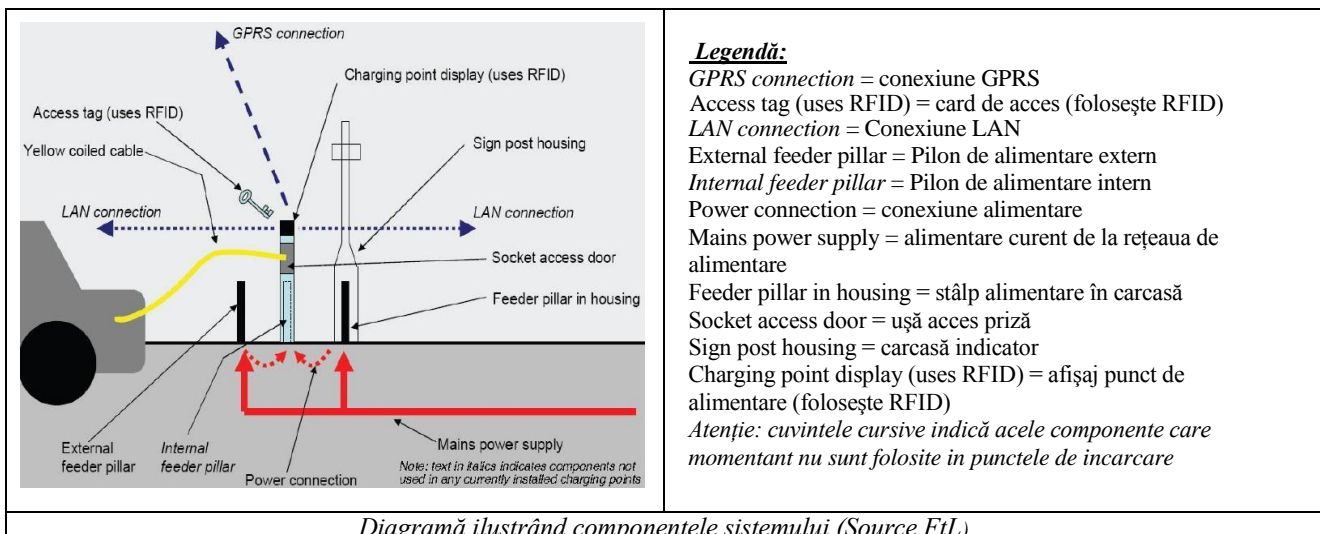 GPRS connection
Charging point display (uses RFID)
Access tag (uses RFID)
Sign post housing
Yellow coiled cable
LAN connection
LAN connection
Socket access door
Feeder pillar in housing
External
feeder pillar
Internal
feeder pillar
Mains power supply
Power connection
Note: text in italics indicates components not
used in any currently installed charging points
Legendă:
GPRS connection = conexiune GPRS
Access tag (uses RFID) = card de acces (foloseşte RFID)
LAN connection = Conexiune LAN
External feeder pillar = Pilon de alimentare extern
Internal feeder pillar = Pilon de alimentare intern
Power connection = conexiune alimentare
Mains power supply = alimentare curent de la rețeaua de
alimentare
Feeder pillar in housing = stâlp alimentare în carcasă
Socket access door = uşă acces priză
Sign post housing = carcasă indicator
Charging point display (uses RFID) = afişaj punct de
alimentare (foloseşte RFID)
Atenție: cuvintele cursive indică acele componente care
momentant nu sunt folosite in punctele de incarcare
Diagramă ilustrând componentele sistemului (Source FtL)